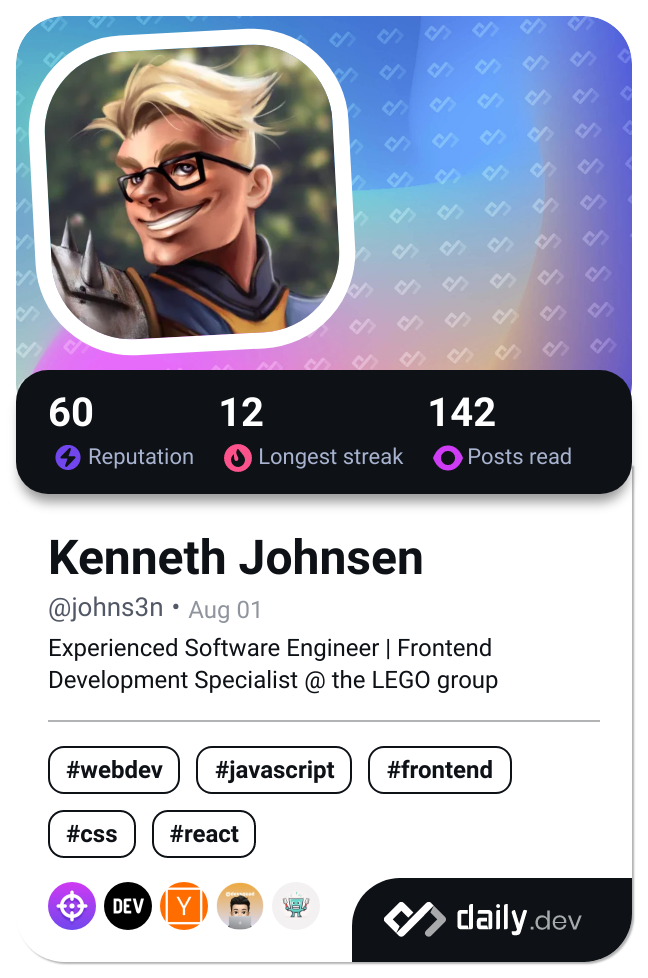 60 12 142
Reputation Longest streak Posts read
Kenneth Johnsen
@johns3n • Aug 01
Experienced Software Engineer | Frontend
Development Specialist @ the LEGO group
#webdev #javascript #frontend
#css #react
DEV Y
daily.dev